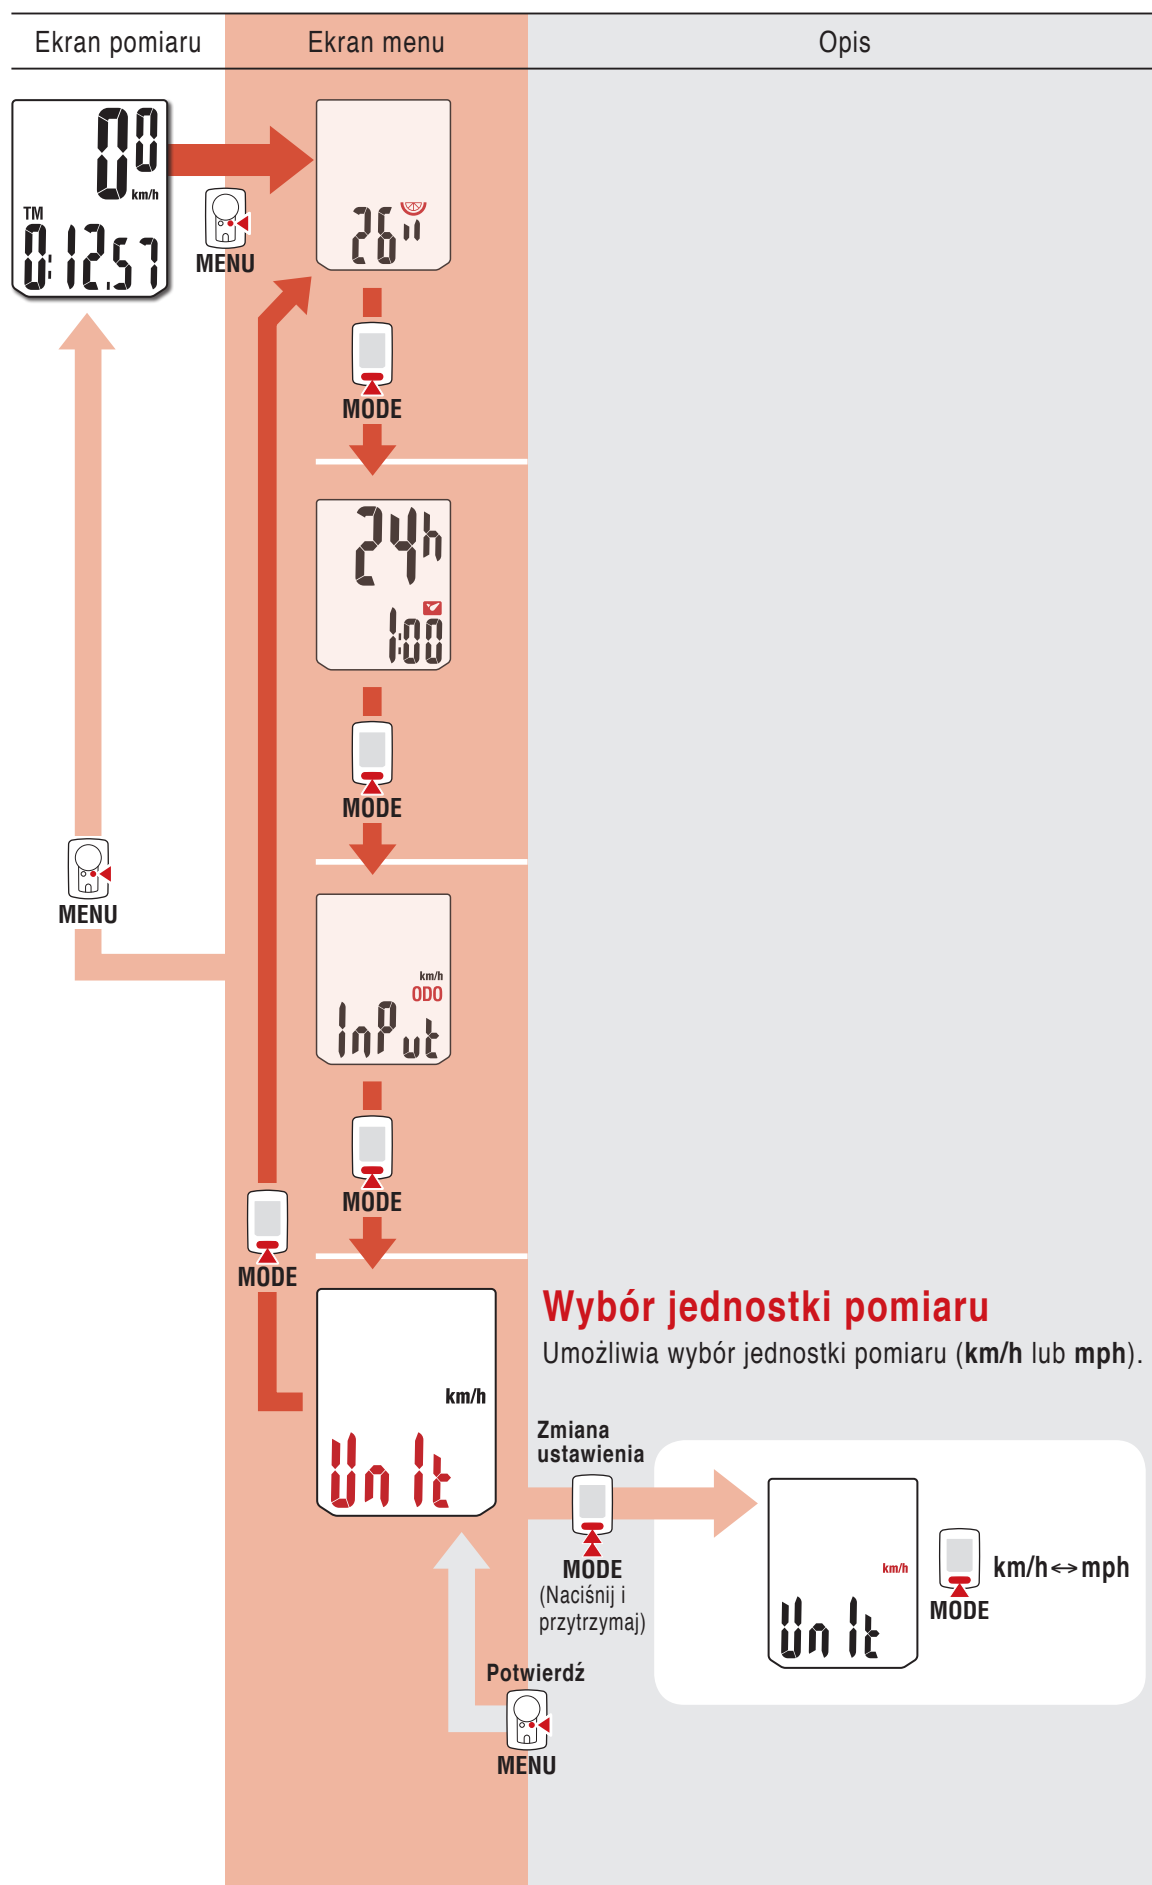 Ekran pomiaru
Ekran menu
Opis
00
km/h
TM
0:12.57
MENU
26"
MODE
24h
1:00
MODE
MENU
km/h
ODO
InPut
MODE
MODE
km/h
Unit
Wybór jednostki pomiaru
Umożliwia wybór jednostki pomiaru (km/h lub mph).
Zmiana
ustawienia
MODE
(Naciśnij i
przytrzymaj)
km/h
Unit
MODE
km/h↔mph
Potwierdź
MENU